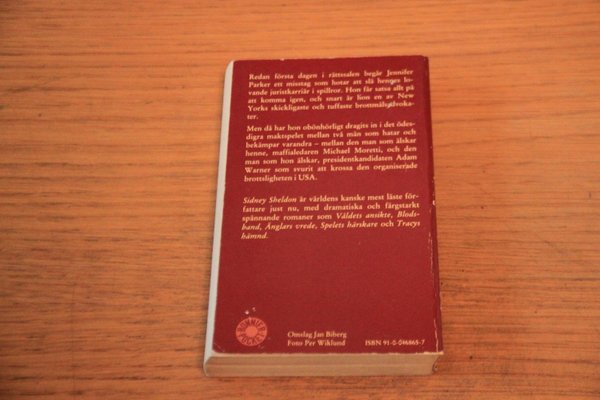 Redan första dagen i rättssalen begår Jennifer
Parker ett misstag som hotar att slå hennes lo-
vande juristkarriär i spillror. Hon får satsa allt på
att komma igen, och snart är hon en av New
Yorks skickligaste och tuffaste brottmålsadvoka-
ter.
Men då har hon obönhörligt dragits in i det ödes-
digra maktspelet mellan två män som hatar och
bekämpar varandra – mellan den man som älskar
henne, maffialedaren Michael Moretti, och den
man som hon älskar, presidentkandidaten Adam
Warner som svurit att krossa den organiserade
brottsligheten i USA.
Sidney Sheldon är världens kanske mest läste för-
fattare just nu, med dramatiska och färgstarkt
spännande romaner som Våldets ansikte, Blods-
band, Änglars vrede, Spelets härskare och Tracys
hämnd.
BONNIER
POCKET
Omslag Jan Biberg
Foto Per Wiklund
ISBN 91-0-046865-7